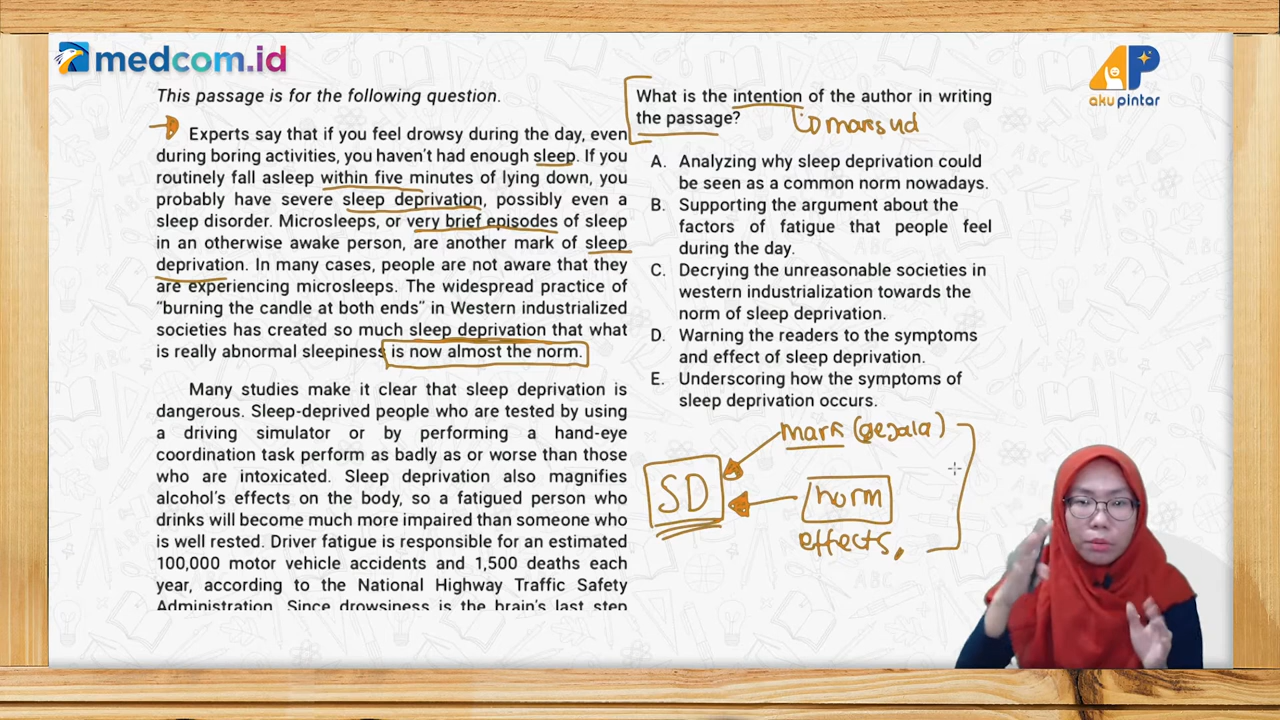 medcom.id
AP
aku pintar
This passage is for the following question.
Experts say that if you feel drowsy during the day, even
during boring activities, you haven't had enough sleep. If you
routinely fall asleep within five minutes of lying down, you
probably have severe sleep deprivation, possibly even a
sleep disorder. Microsleeps, or very brief episodes of sleep
in an otherwise awake person, are another mark of sleep
deprivation. In many cases, people are not aware that they
are experiencing microsleeps. The widespread practice of
“burning the candle at both ends” in Western industrialized
societies has created so much sleep deprivation that what
is really abnormal sleepiness is now almost the norm.
Many studies make it clear that sleep deprivation is
dangerous. Sleep-deprived people who are tested by using
a driving simulator or by performing a hand-eye
coordination task perform as badly as or worse than those
who are intoxicated. Sleep deprivation also magnifies
alcohol's effects on the body, so a fatigued person who
drinks will become much more impaired than someone who
is well rested. Driver fatigue is responsible for an estimated
100,000 motor vehicle accidents and 1,500 deaths each
year, according to the National Highway Traffic Safety
Administration. Since drowsiness is the brain's last step
What is the intention of the author in writing
the passage?
maksud
A. Analyzing why sleep deprivation could
be seen as a common norm nowadays.
B. Supporting the argument about the
factors of fatigue that people feel
during the day.
C. Decrying the unreasonable societies in
western industrialization towards the
norm of sleep deprivation.
D. Warning the readers to the symptoms
and effect of sleep deprivation.
E. Underscoring how the symptoms of
sleep deprivation occurs.
mark (gejala)
SD
norm
effects,